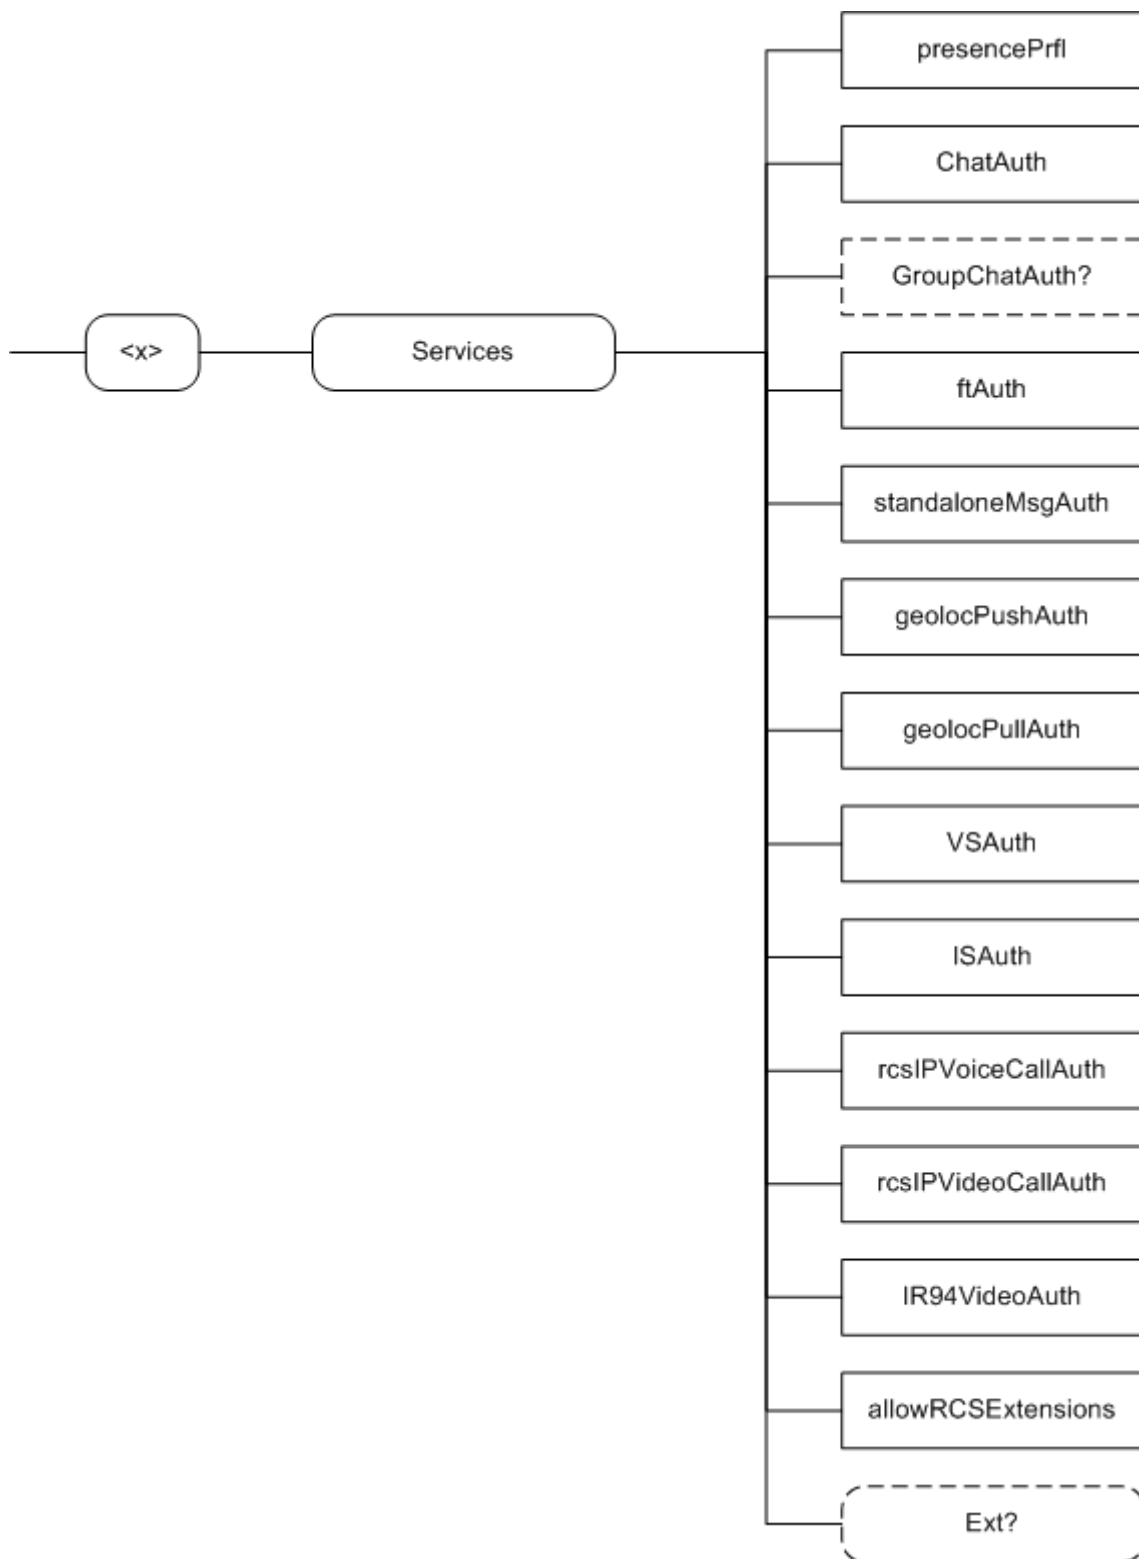 presencePrfl
ChatAuth
GroupChatAuth?
<x>
Services
ftAuth
standaloneMsgAuth
geolocPushAuth
geolocPullAuth
VSAuth
ISAuth
rcsIPVoiceCallAuth
rcsIPVideoCallAuth
IR94VideoAuth
allowRCSExtensions
Ext?